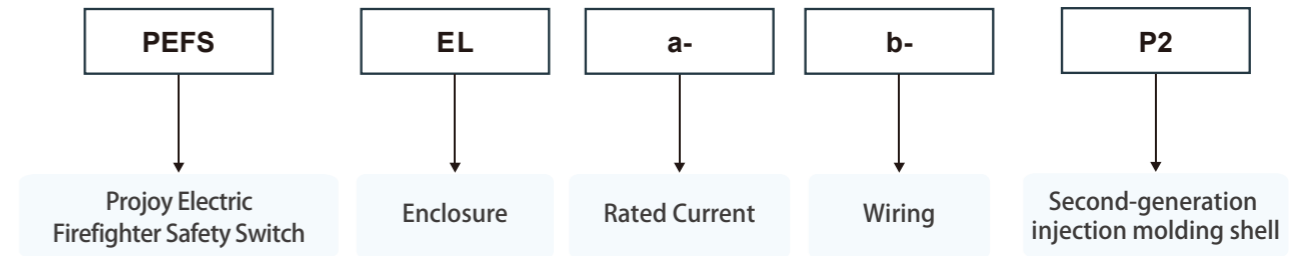 PEFS
EL
a-
b-
P2
Projoy Electric
Firefighter Safety Switch
Enclosure
Rated Current
Wiring
Second-generation
injection molding shell